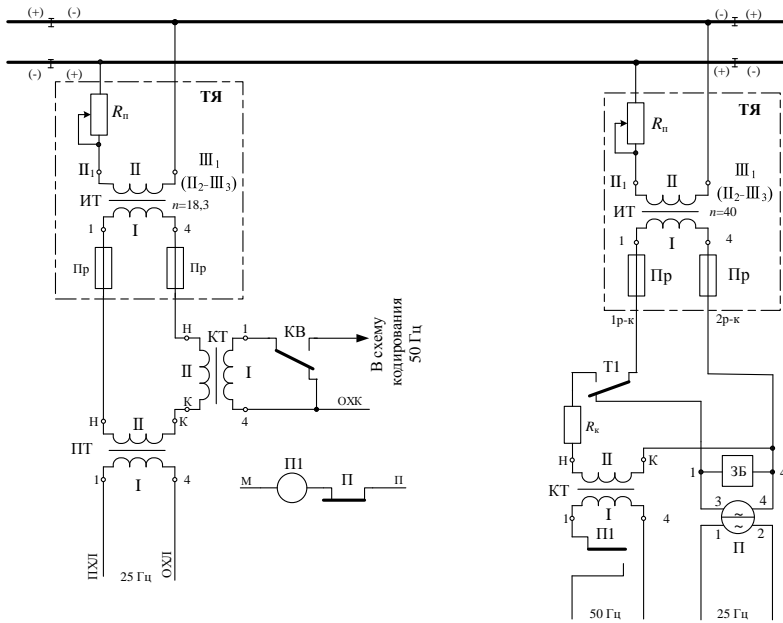 (+) (-)
(-) (+)
(-) (+)
(+) (-)
ТЯ
Rп
II1 II III1
(II2-III3)
ИТ n=18,3
1 I 4
Пр Пр
Н КТ 1 КВ
II I
К 4 ОХК
В схему
кодирования
50 Гц
Н II К
ПТ
1 I 4
ПХЛ 25 Гц ОХЛ
М П1 П П
ТЯ
Rп
II1 II III1
(II2-III3)
ИТ n=40
1 I 4
Пр Пр
1р-к 2р-к
Т1
Rк
Н II К
КТ
1 I 4
П1
1 ЗБ 4
3 4
~
~
1 2
П
50 Гц 25 Гц